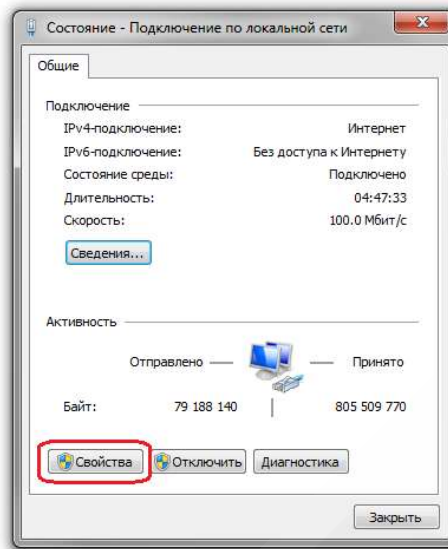 Состояние - Подключение по локальной сети
Общие
Подключение
IPv4-подключение: Интернет
IPv6-подключение: Без доступа к Интернету
Состояние среды: Подключено
Длительность: 04:47:33
Скорость: 100.0 Мбит/с
Сведения...
Активность
Отправлено — — Принято
Байт: 79 188 140 | 805 509 770
Свойства Отключить Диагностика
Закрыть